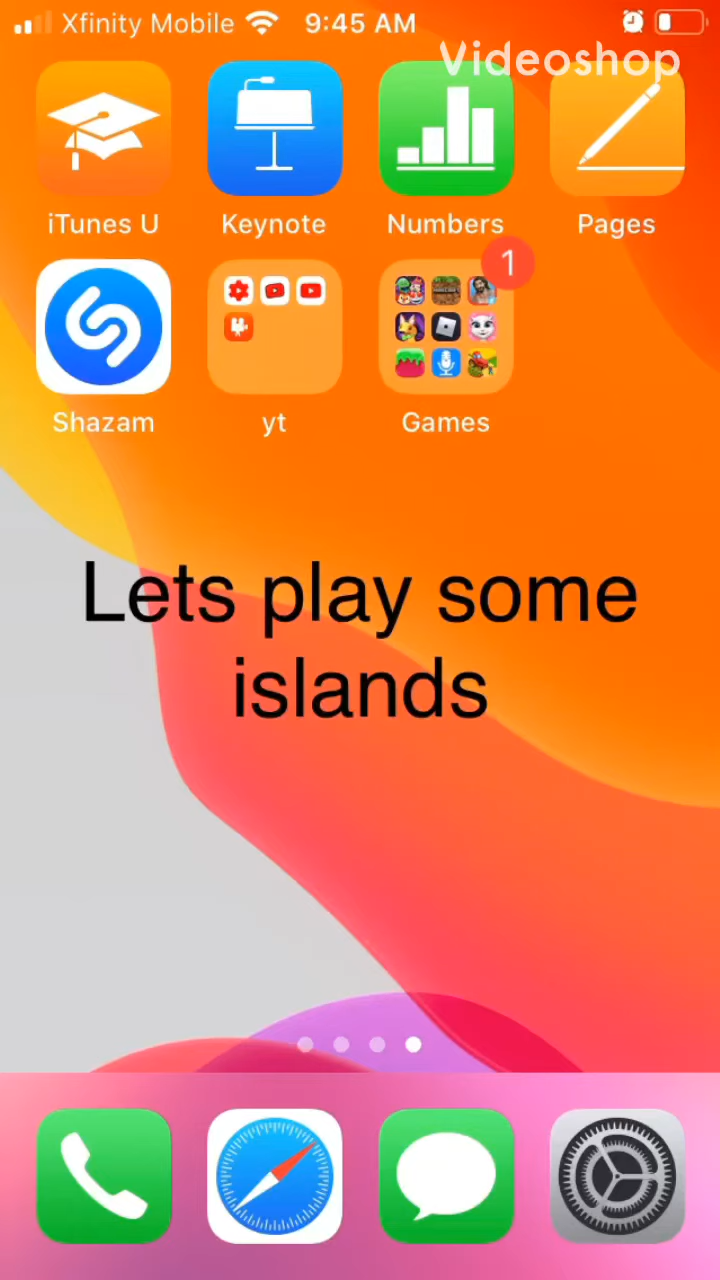 Xfinity Mobile 9:45 AM
Videoshop
iTunes U Keynote Numbers Pages
1
Shazam yt Games
Lets play some
islands